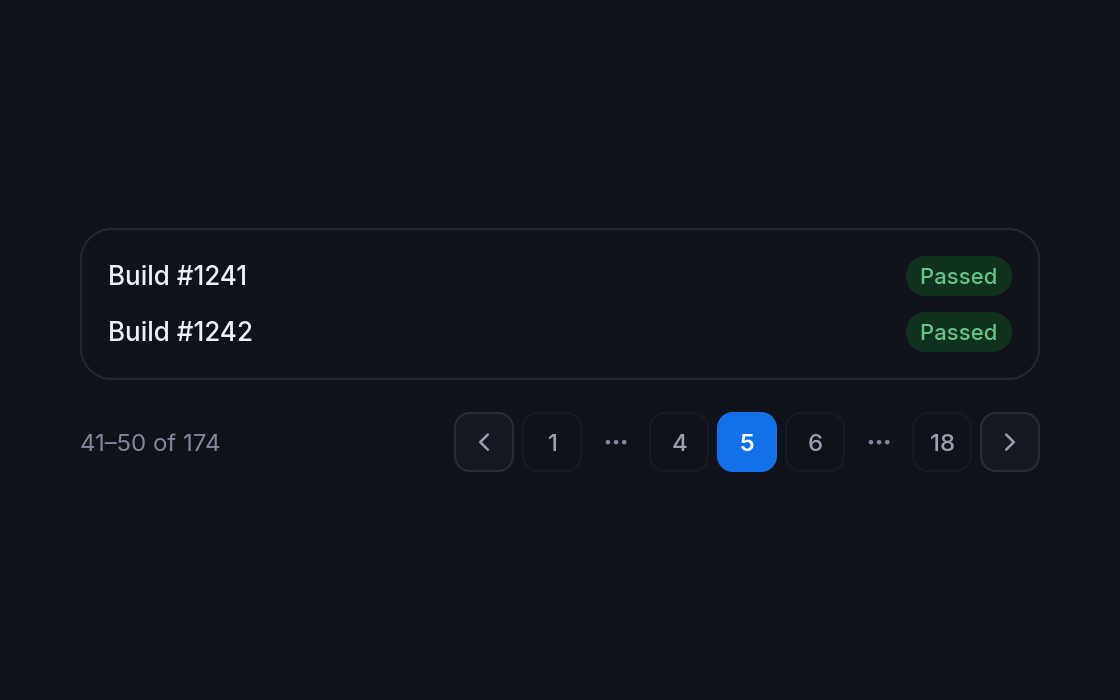 Build #1241 Passed
Build #1242 Passed
41–50 of 174 1 ••• 4 5 6 ••• 18